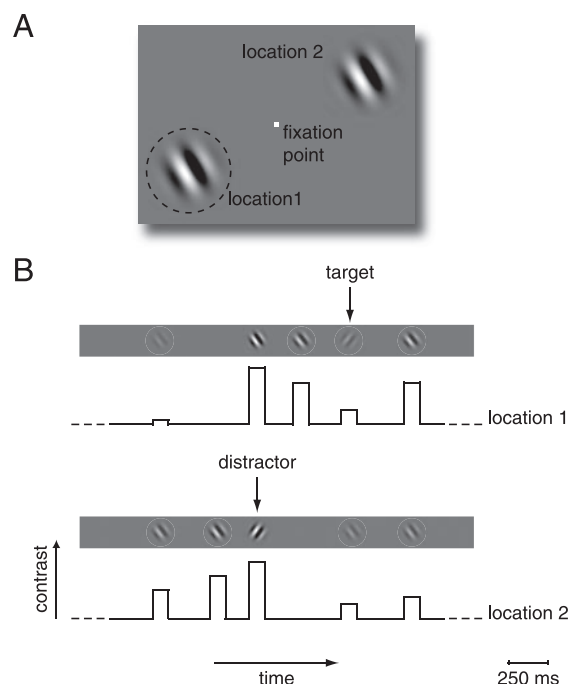 A
location 2
fixation
point
location1
B
target
location 1
distractor
contrast
location 2
time
250 ms